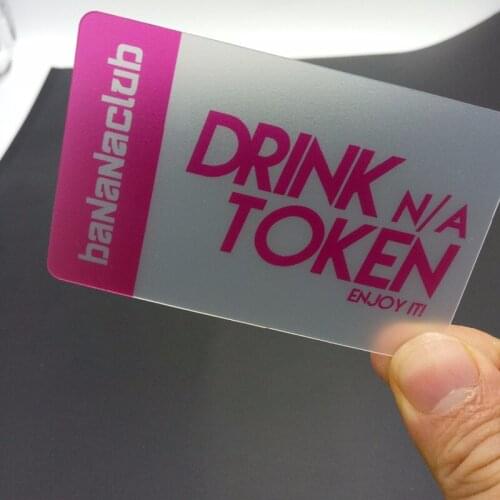 baNaNaclub
DRINK N/A
TOKEN
ENJOY IT!